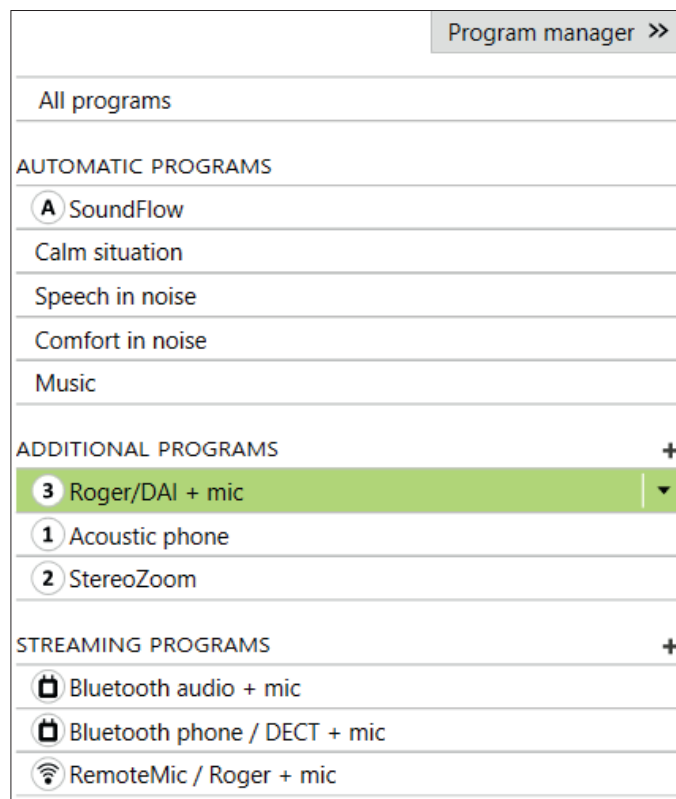 Program manager »
All programs
AUTOMATIC PROGRAMS
A SoundFlow
Calm situation
Speech in noise
Comfort in noise
Music
ADDITIONAL PROGRAMS +
3 Roger/DAI + mic
1 Acoustic phone
2 StereoZoom
STREAMING PROGRAMS +
Bluetooth audio + mic
Bluetooth phone / DECT + mic
RemoteMic / Roger + mic